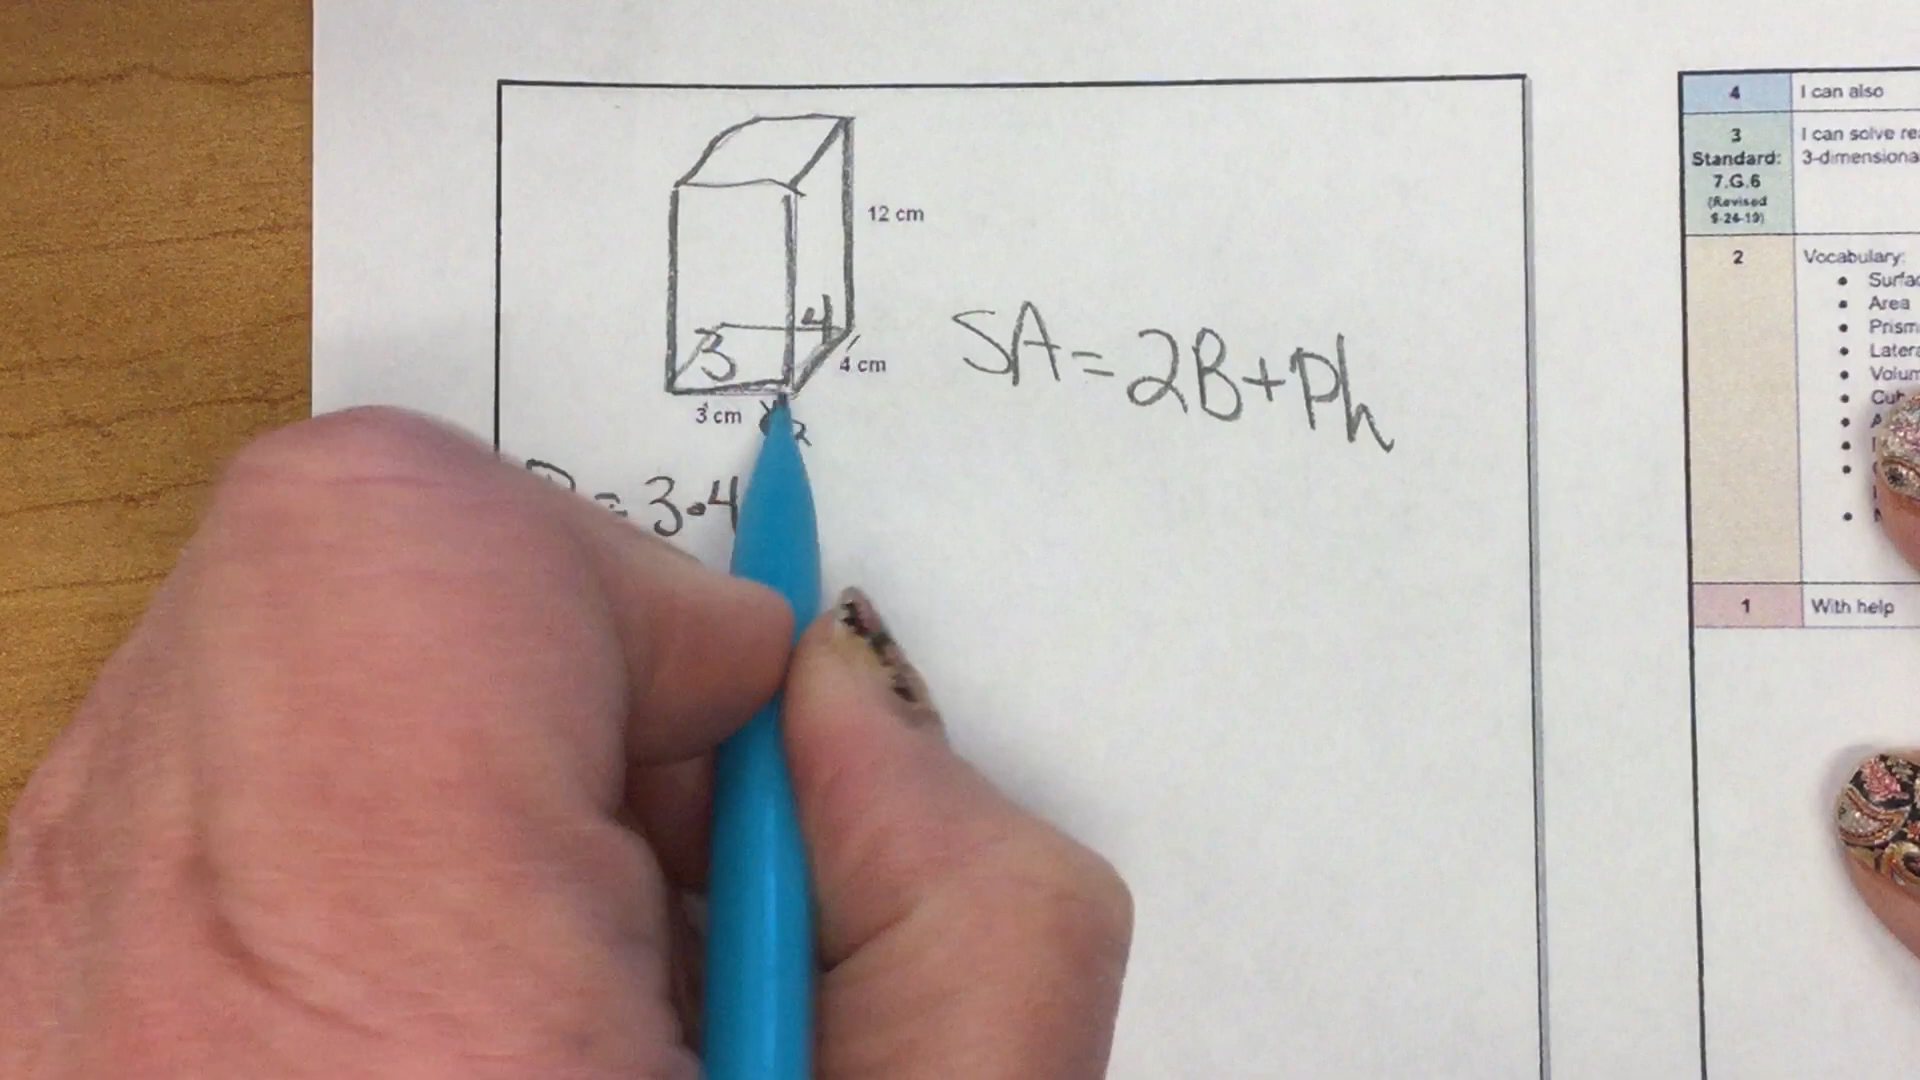 12 cm
4
3
4 cm
3 cm
SA = 2B + Ph
= 3·4
4
I can also
3
Standard:
7.G.6
(Revised
9-24-19)
I can solve
3-dimensiona
2
Vocabulary:
Area
Prism
1
With help